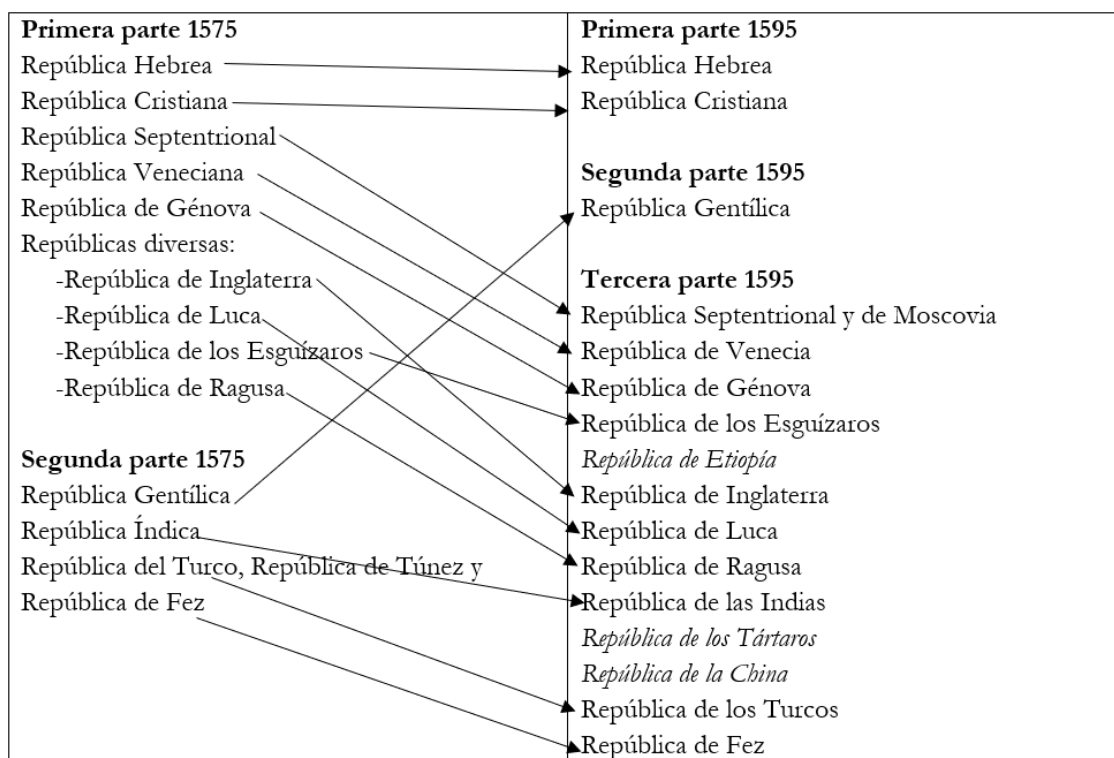 Primera parte 1575
República Hebrea
República Cristiana
República Septentrional
República Veneciana
República de Génova
Repúblicas diversas:
-República de Inglaterra
-República de Luca
-República de los Esguízaros
-República de Ragusa
Segunda parte 1575
República Gentílica
República Índica
República del Turco, República de Túnez y
República de Fez
Primera parte 1595
República Hebrea
República Cristiana
Segunda parte 1595
República Gentílica
Tercera parte 1595
República Septentrional y de Moscovia
República de Venecia
República de Génova
República de los Esguízaros
República de Etiopía
República de Inglaterra
República de Luca
República de Ragusa
República de las Indias
República de los Tártaros
República de la China
República de los Turcos
República de Fez